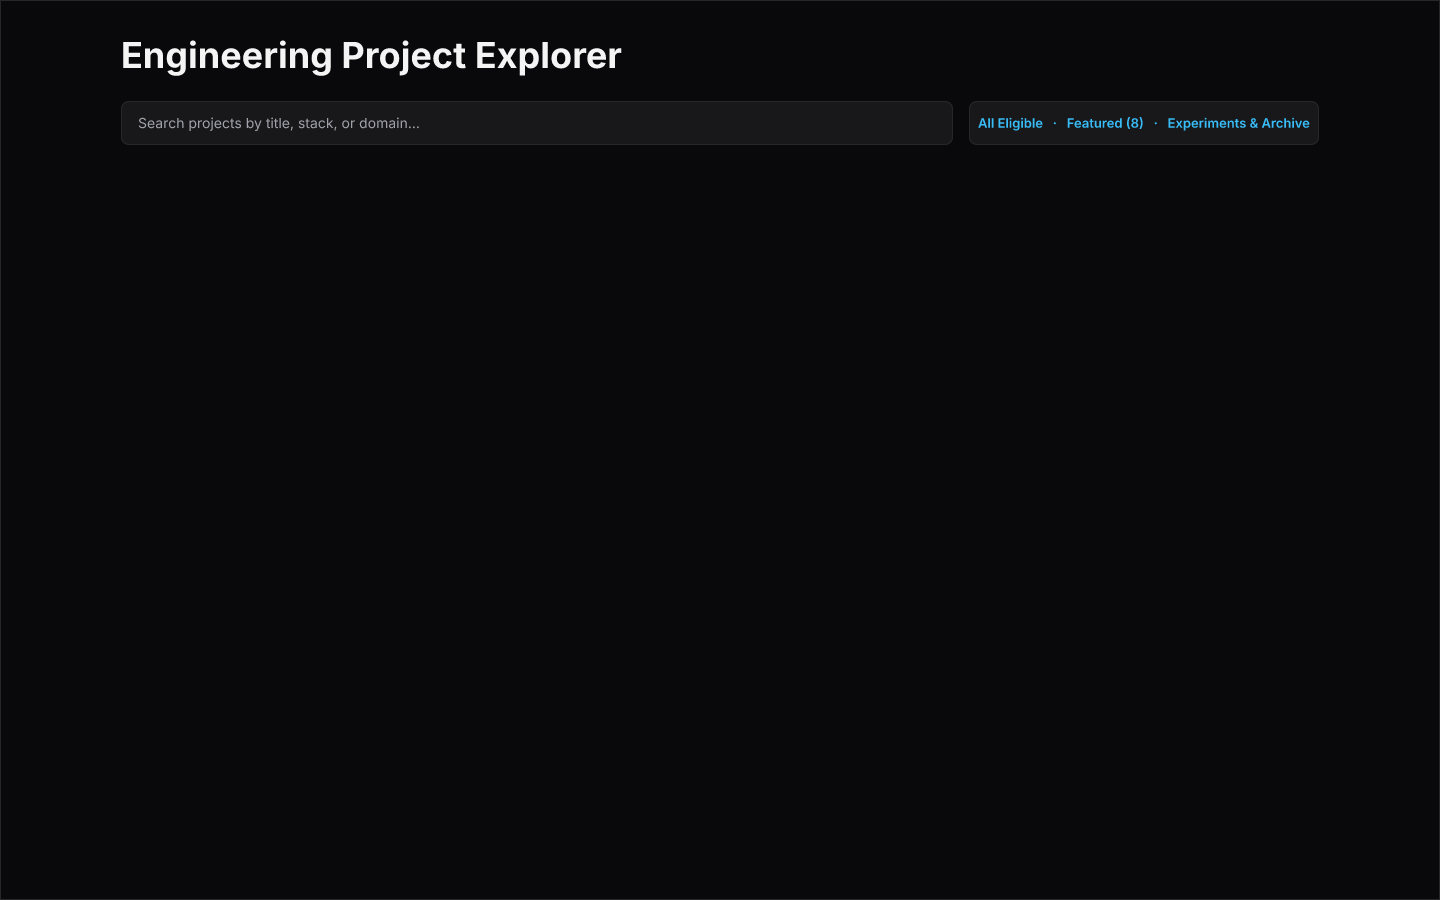 Engineering Project Explorer
Search projects by title, stack, or domain...
All Eligible · Featured (8) · Experiments & Archive